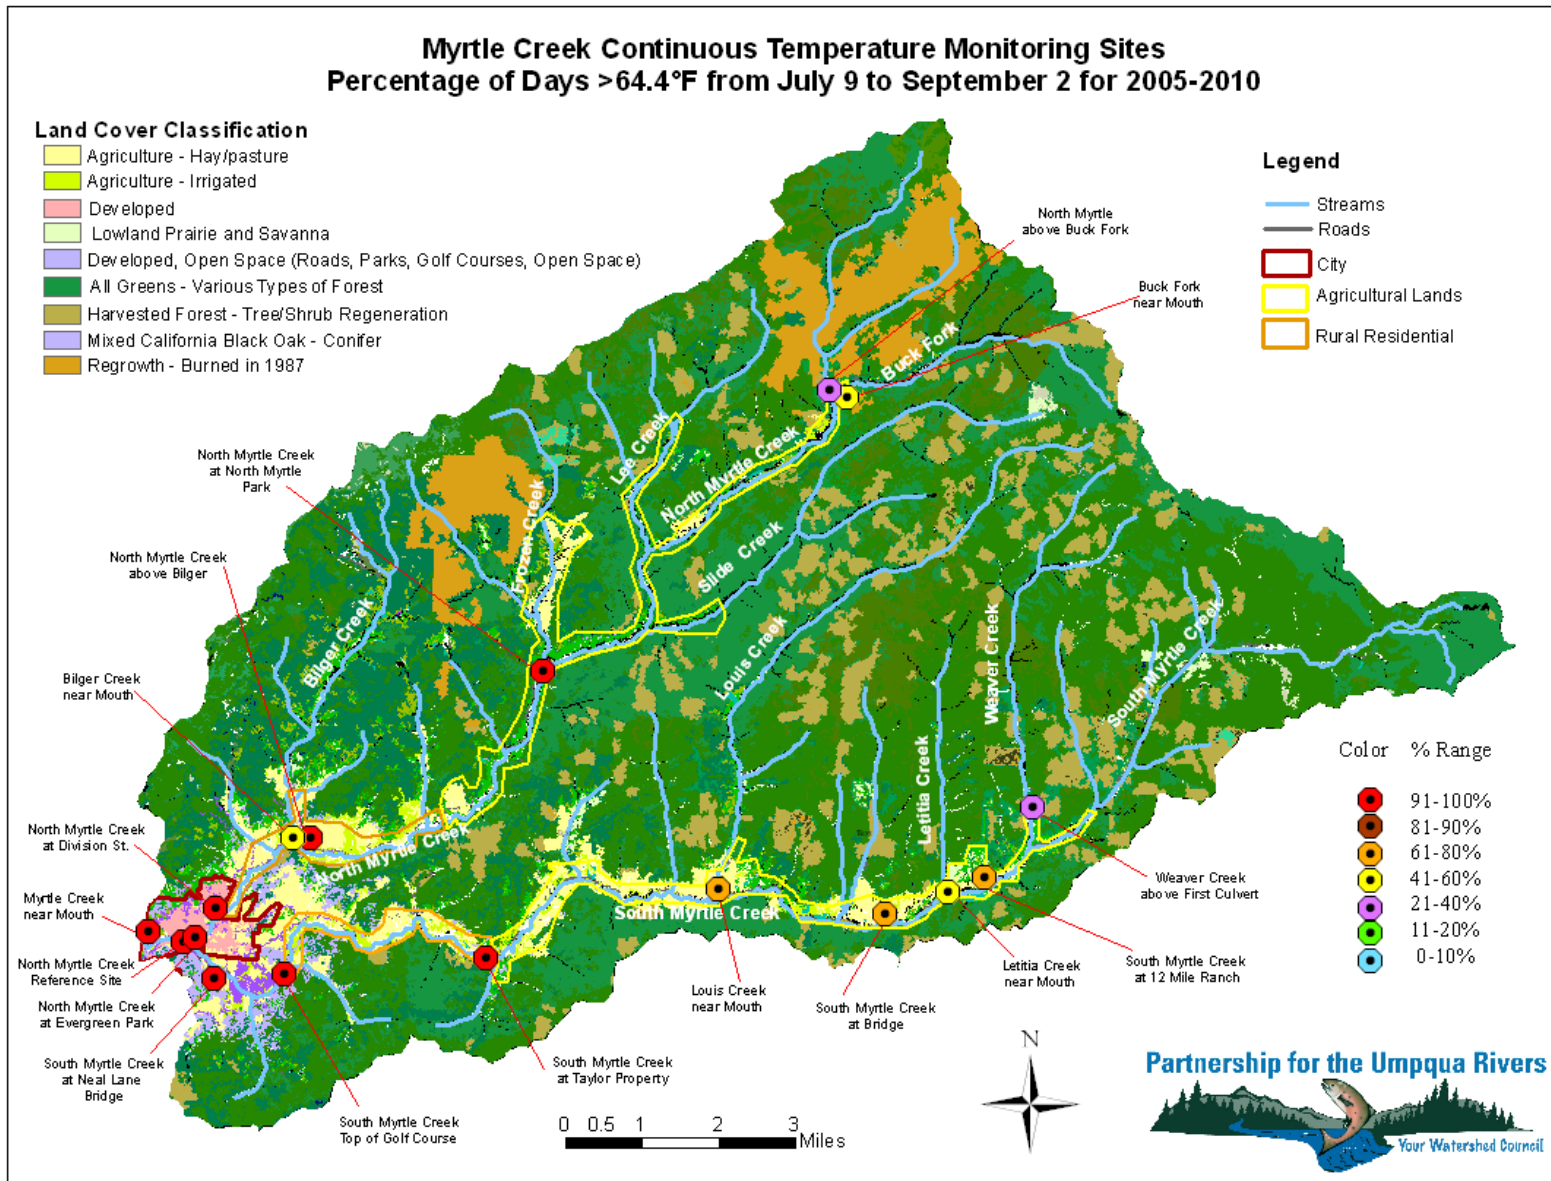 Myrtle Creek Continuous Temperature Monitoring Sites
Percentage of Days >64.4°F from July 9 to September 2 for 2005-2010
Land Cover Classification
Agriculture - Hay/pasture
Agriculture - Irrigated
Developed
Lowland Prairie and Savanna
Developed, Open Space (Roads, Parks, Golf Courses, Open Space)
All Greens - Various Types of Forest
Harvested Forest - Tree/Shrub Regeneration
Mixed California Black Oak - Conifer
Regrowth - Burned in 1987
Legend
Streams
Roads
City
Agricultural Lands
Rural Residential
North Myrtle
above Buck Fork
Buck Fork
near Mouth
Buck Fork
Lee Creek
North Myrtle Creek
North Myrtle Creek
at North Myrtle
Park
Frozen Creek
Slide Creek
North Myrtle Creek
above Bilger
Bilger Creek
Louis Creek
Weaver Creek
South Myrtle Creek
Bilger Creek
near Mouth
Letitia Creek
Color % Range
91-100%
81-90%
61-80%
41-60%
21-40%
11-20%
0-10%
North Myrtle Creek
at Division St.
North Myrtle Creek
Myrtle Creek
near Mouth
South Myrtle Creek
Weaver Creek
above First Culvert
North Myrtle Creek
Reference Site
North Myrtle Creek
at Evergreen Park
South Myrtle Creek
at Neal Lane
Bridge
South Myrtle Creek
Top of Golf Course
South Myrtle Creek
at Taylor Property
Louis Creek
near Mouth
South Myrtle Creek
at Bridge
Letitia Creek
near Mouth
South Myrtle Creek
at 12 Mile Ranch
N
0 0.5 1 2 3
Miles
Partnership for the Umpqua Rivers
Your Watershed Council